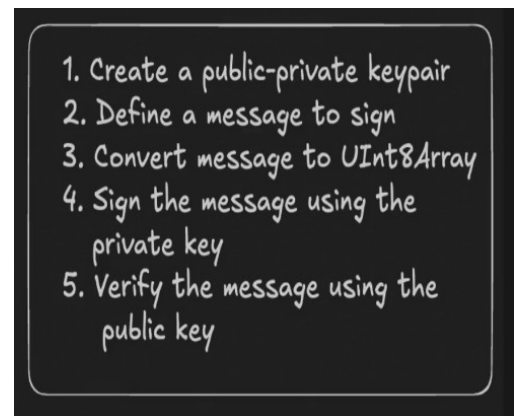 1. Create a public-private keypair
2. Define a message to sign
3. Convert message to UInt8Array
4. Sign the message using the
private key
5. Verify the message using the
public key